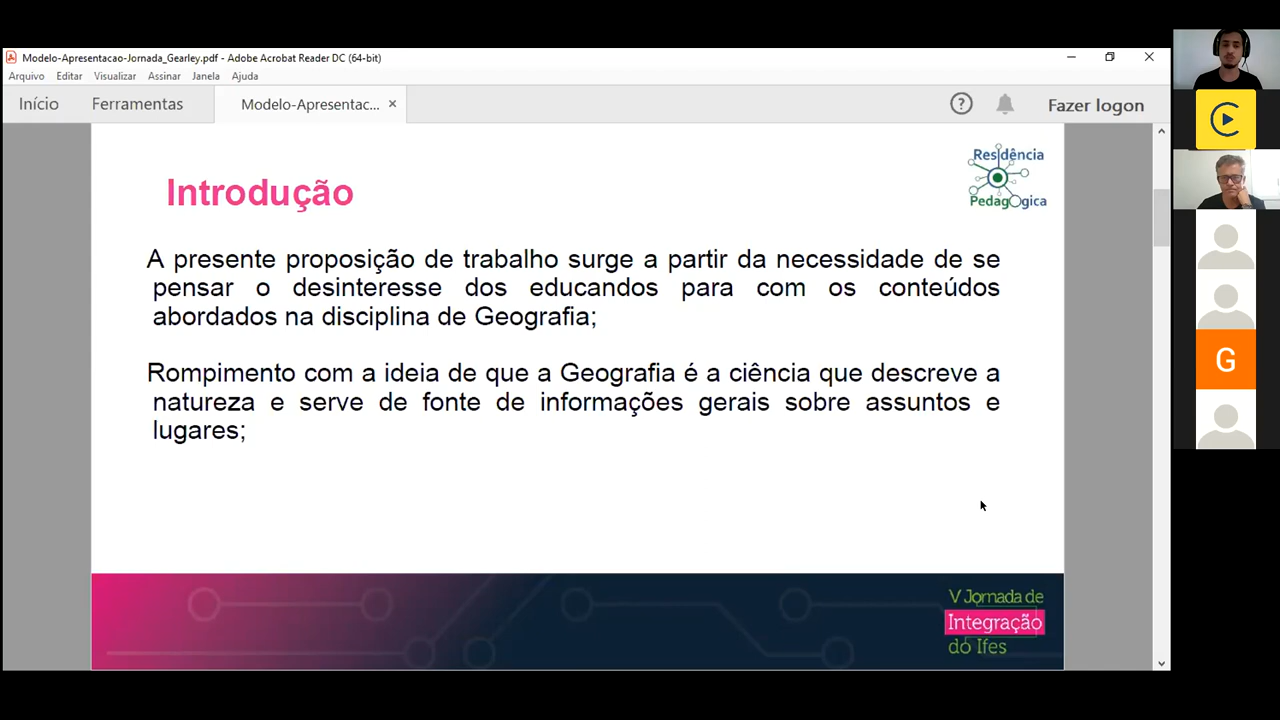 Modelo-Apresentacao-Jornada_Gearley.pdf - Adobe Acrobat Reader DC (64-bit)
Arquivo Editar Visualizar Assinar Janela Ajuda
Início Ferramentas Modelo-Apresentac... × Fazer logon
Residência
Pedagógica
Introdução
A presente proposição de trabalho surge a partir da necessidade de se
pensar o desinteresse dos educandos para com os conteúdos
abordados na disciplina de Geografia;
Rompimento com a ideia de que a Geografia é a ciência que descreve a
natureza e serve de fonte de informações gerais sobre assuntos e
lugares;
V Jornada de
Integração
do Ifes
G